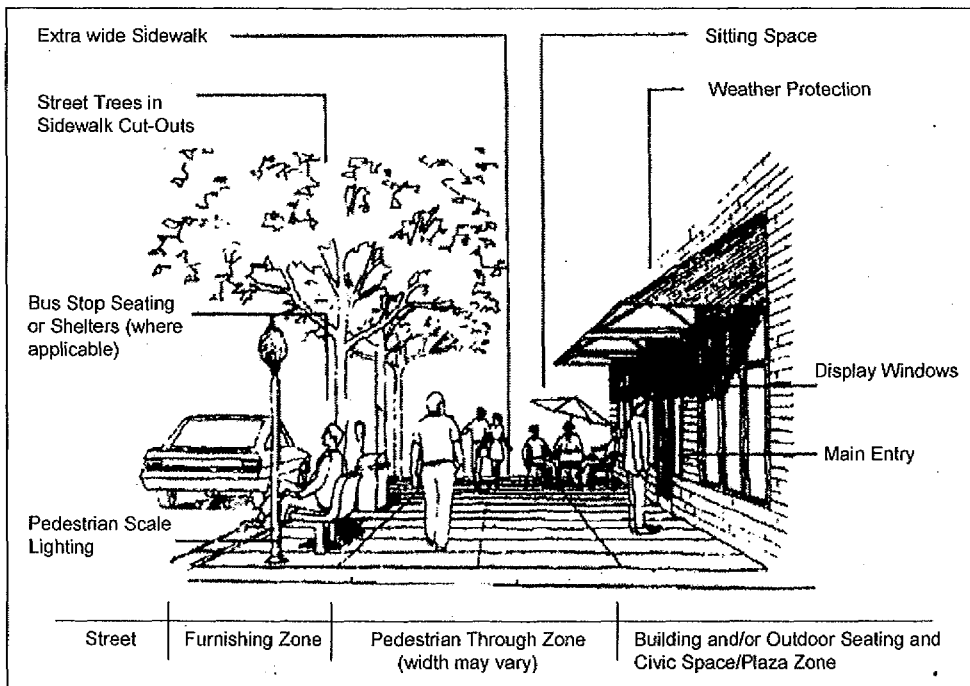 Extra wide Sidewalk
Sitting Space
Street Trees in
Sidewalk Cut-Outs
Weather Protection
Bus Stop Seating
or Shelters (where
applicable)
Display Windows
Main Entry
Pedestrian Scale
Lighting
Street
Furnishing Zone
Pedestrian Through Zone
(width may vary)
Building and/or Outdoor Seating and
Civic Space/Plaza Zone